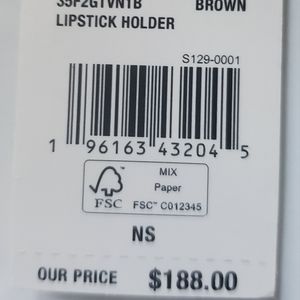 35F2GTVN1B BROWN
LIPSTICK HOLDER
S129-0001
1 96163 43204 5
MIX
Paper
FSC FSC™ C012345
NS
OUR PRICE $188.00